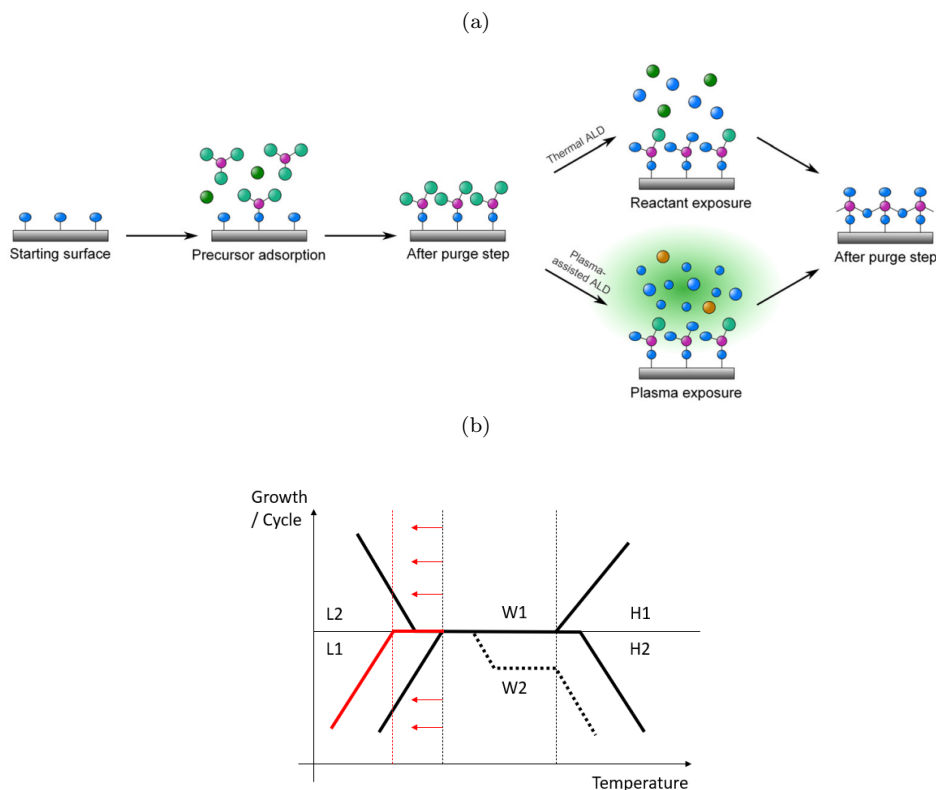 (a)
Thermal ALD
Reactant exposure
Starting surface
Precursor adsorption
After purge step
After purge step
Plasma-
assisted ALD
Plasma exposure
(b)
Growth
/ Cycle
L2
W1
H1
L1
H2
W2
Temperature